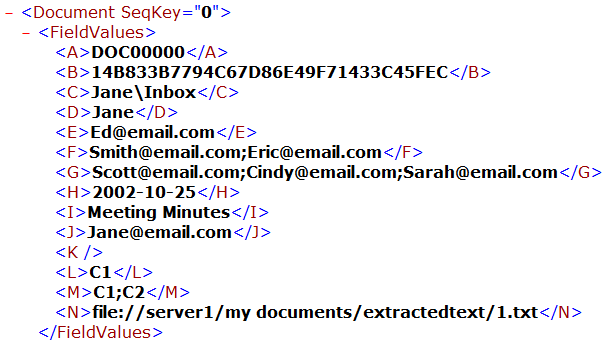 – <Document SeqKey="0">
– <FieldValues>
<A>DOC00000</A>
<B>14B833B7794C67D86E49F71433C45FEC</B>
<C>Jane\Inbox</C>
<D>Jane</D>
<E>Ed@email.com</E>
<F>Smith@email.com;Eric@email.com</F>
<G>Scott@email.com;Cindy@email.com;Sarah@email.com</G>
<H>2002-10-25</H>
<I>Meeting Minutes</I>
<J>Jane@email.com</J>
<K />
<L>C1</L>
<M>C1;C2</M>
<N>file://server1/my documents/extractedtext/1.txt</N>
</FieldValues>